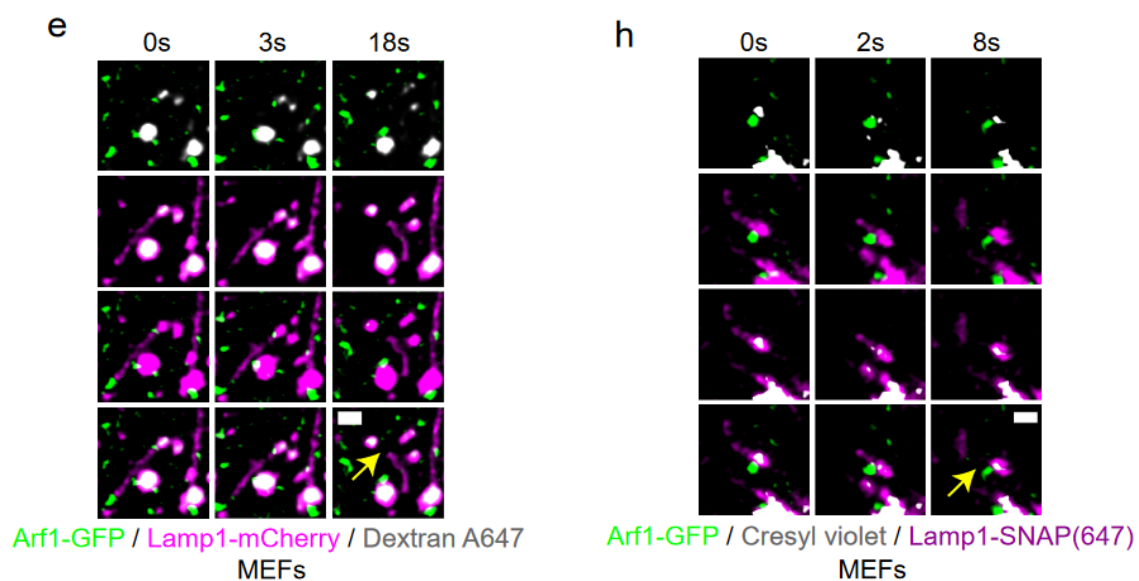 e
0s 3s 18s
Arf1-GFP / Lamp1-mCherry / Dextran A647
MEFs
h
0s 2s 8s
Arf1-GFP / Cresyl violet / Lamp1-SNAP(647)
MEFs